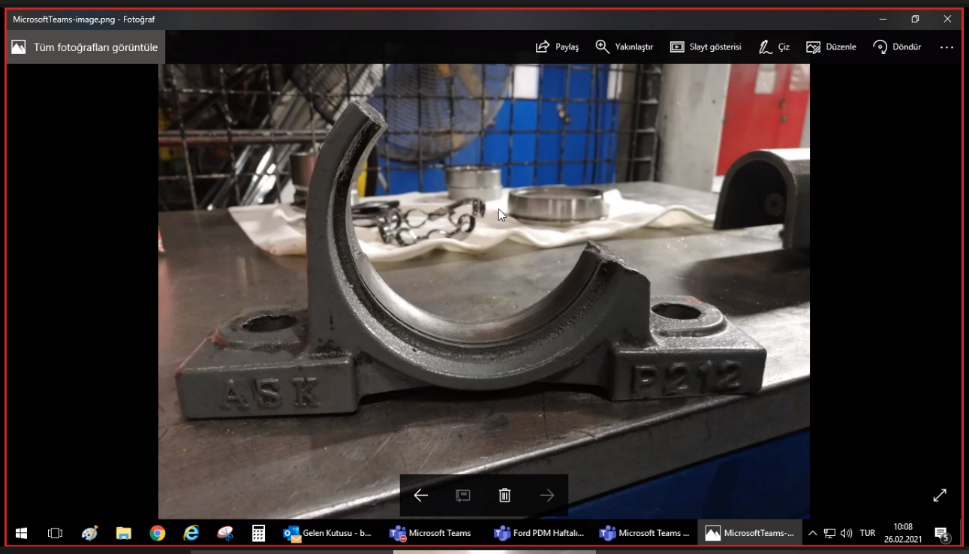 MicrosoftTeams-image.png - Fotoğraf
Tüm fotoğrafları görüntüle
Paylaş
Yakınlaştır
Slayt gösterisi
Çiz
Düzenle
Döndür
ASK
P212
Gelen Kutusu - b...
Microsoft Teams
Ford PDM Haftalı...
Microsoft Teams ...
MicrosoftTeams-...
TUR
10:08
26.02.2021
5